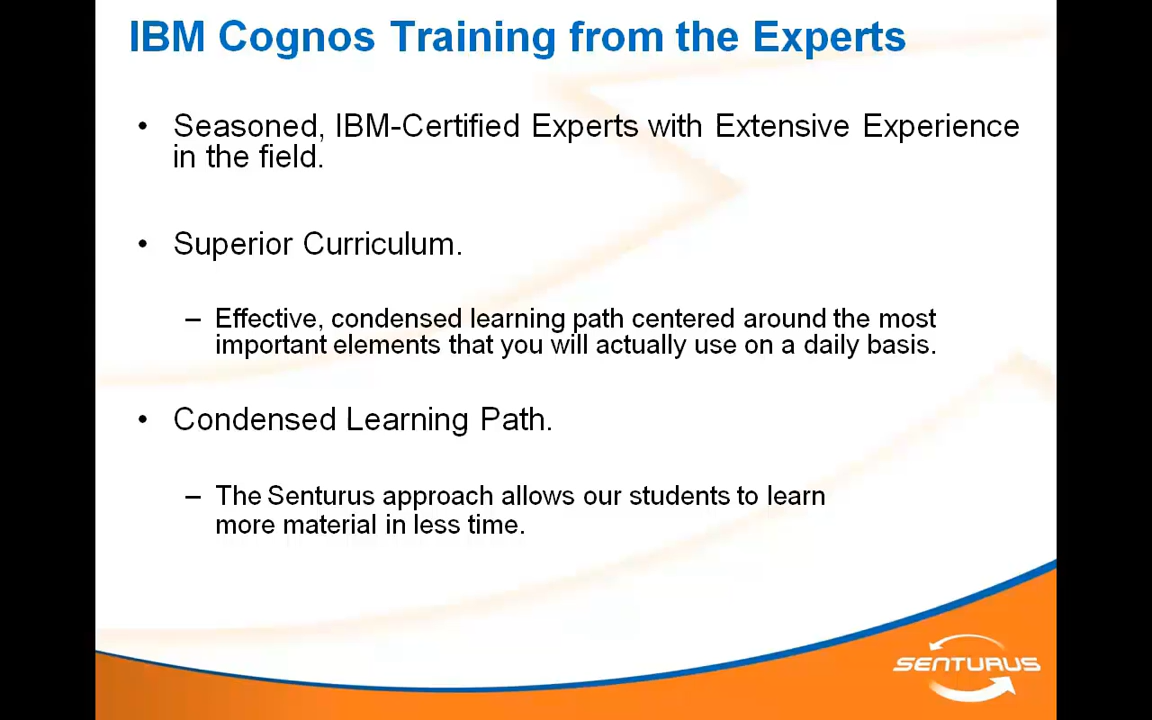 IBM Cognos Training from the Experts
• Seasoned, IBM-Certified Experts with Extensive Experience
in the field.
• Superior Curriculum.
– Effective, condensed learning path centered around the most
important elements that you will actually use on a daily basis.
• Condensed Learning Path.
– The Senturus approach allows our students to learn
more material in less time.
SENTURUS